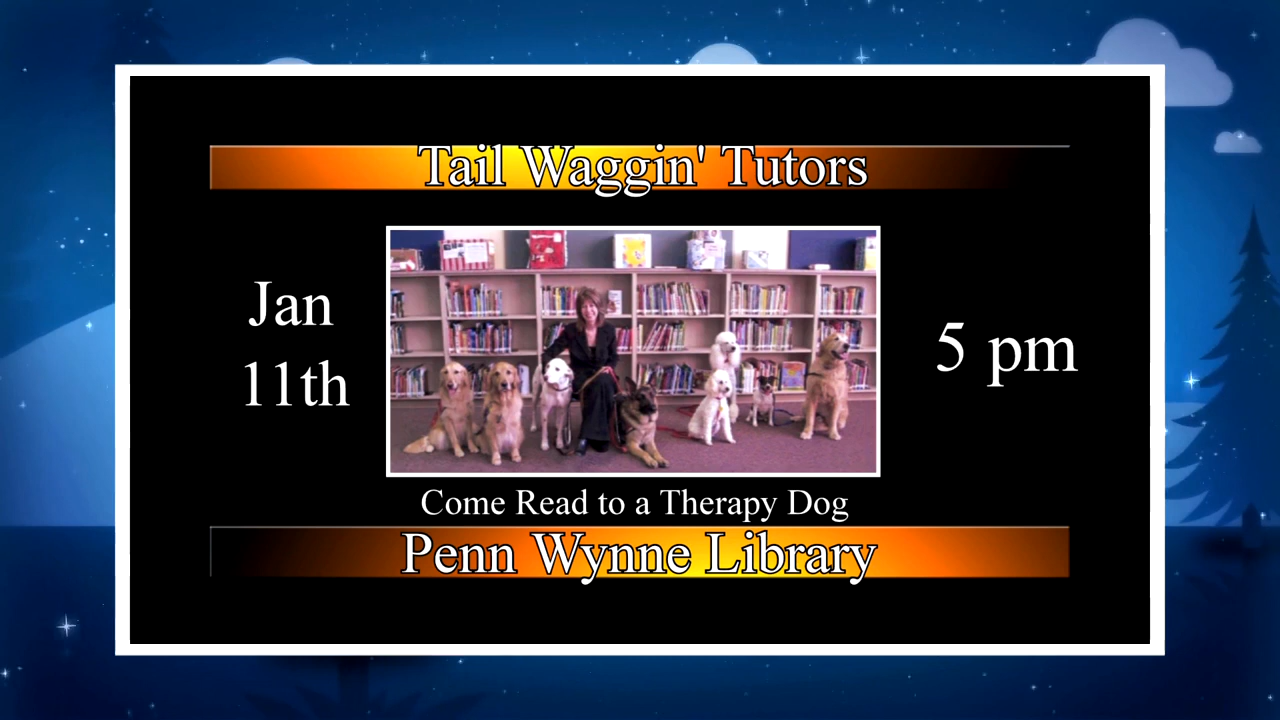 Tail Waggin' Tutors
Jan
11th
5 pm
Come Read to a Therapy Dog
Penn Wynne Library